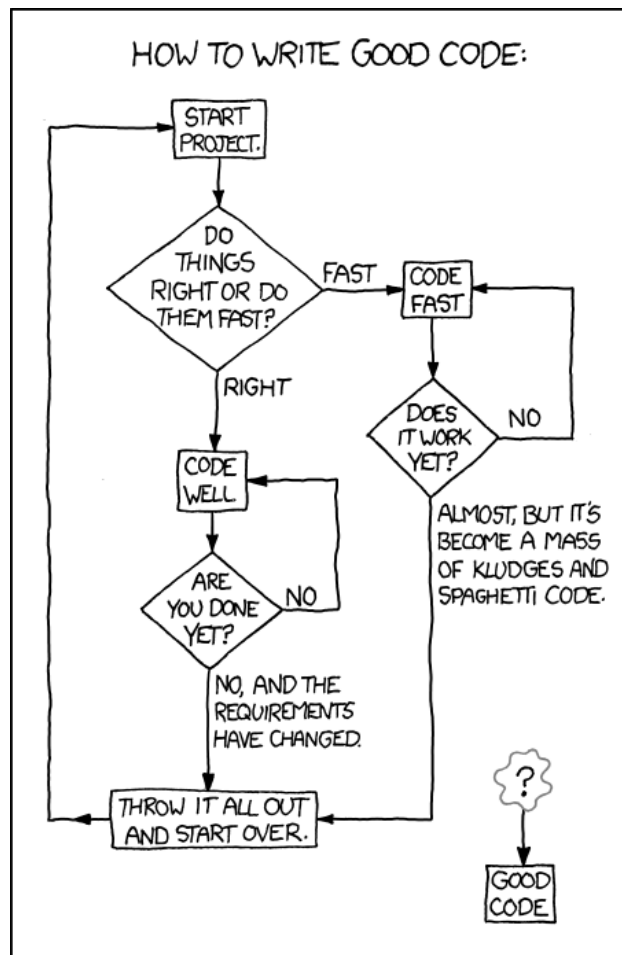 HOW TO WRITE GOOD CODE:
START
PROJECT.
DO
THINGS
RIGHT OR DO
THEM FAST?
FAST
CODE
FAST
RIGHT
DOES
IT WORK
YET?
NO
CODE
WELL
ALMOST, BUT IT'S
BECOME A MASS
OF KLUDGES AND
SPAGHETTI CODE.
ARE
YOU DONE
YET?
NO
NO, AND THE
REQUIREMENTS
HAVE CHANGED.
THROW IT ALL OUT
AND START OVER.
?
GOOD
CODE